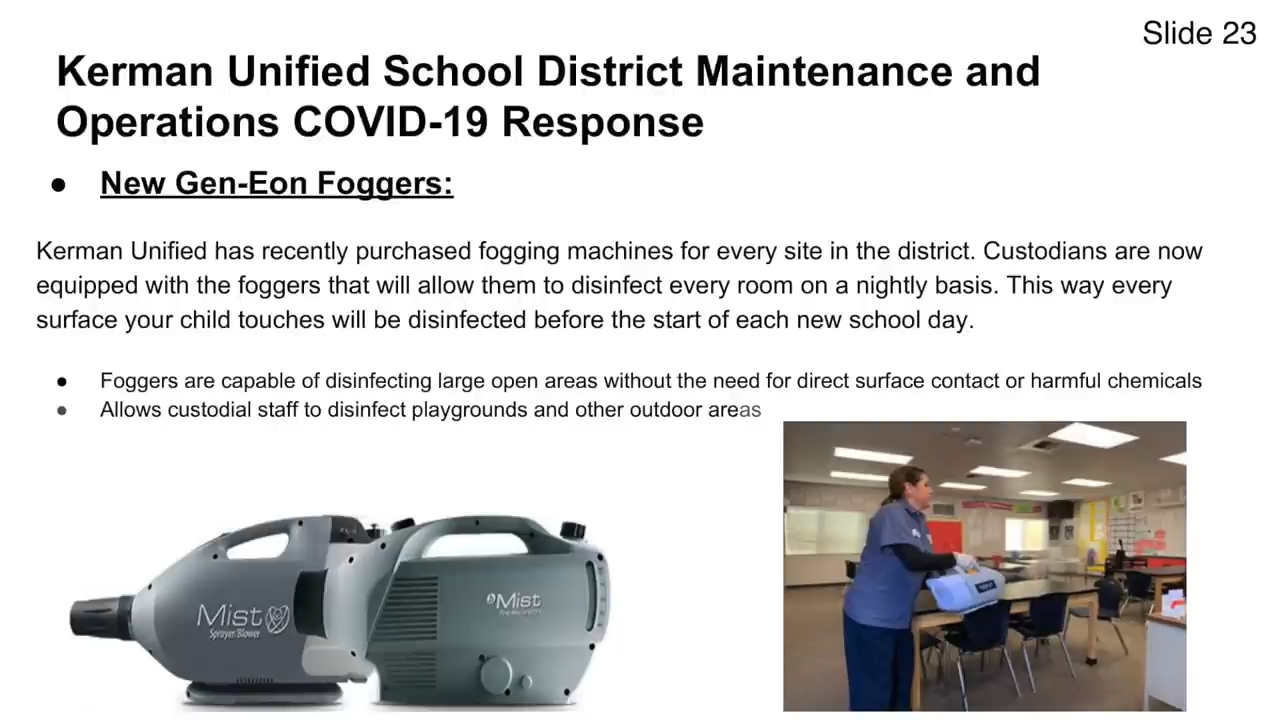 Slide 23
Kerman Unified School District Maintenance and
Operations COVID-19 Response
● New Gen-Eon Foggers:
Kerman Unified has recently purchased fogging machines for every site in the district. Custodians are now
equipped with the foggers that will allow them to disinfect every room on a nightly basis. This way every
surface your child touches will be disinfected before the start of each new school day.
● Foggers are capable of disinfecting large open areas without the need for direct surface contact or harmful chemicals
● Allows custodial staff to disinfect playgrounds and other outdoor areas
Mist
Sprayer/Blower
Mist